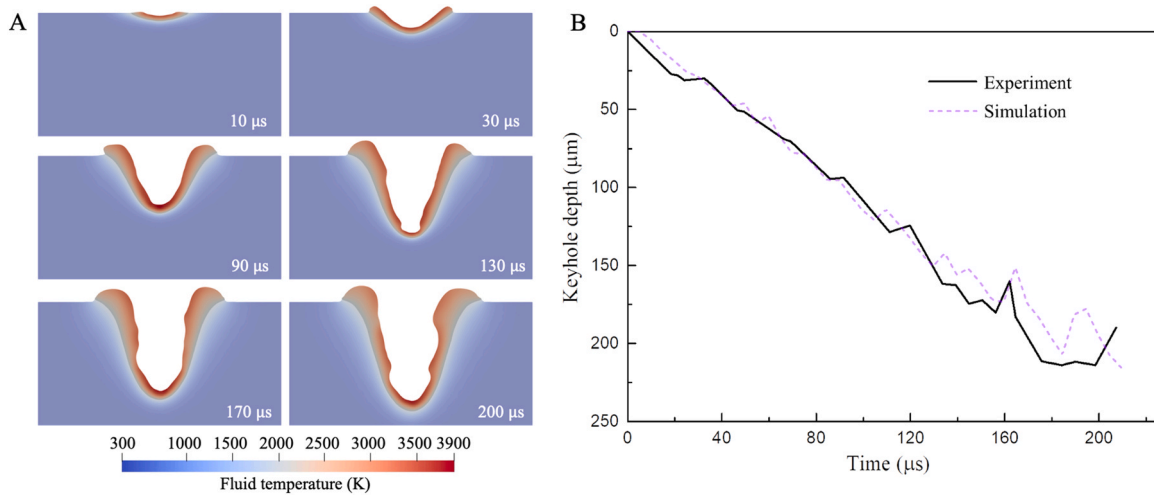 A
10 μs
30 μs
90 μs
130 μs
170 μs
200 μs
300 1000 1500 2000 2500 3000 3500 3900
Fluid temperature (K)
B
Experiment
Simulation
0
50
100
150
200
250
Keyhole depth (μm)
0 40 80 120 160 200
Time (μs)